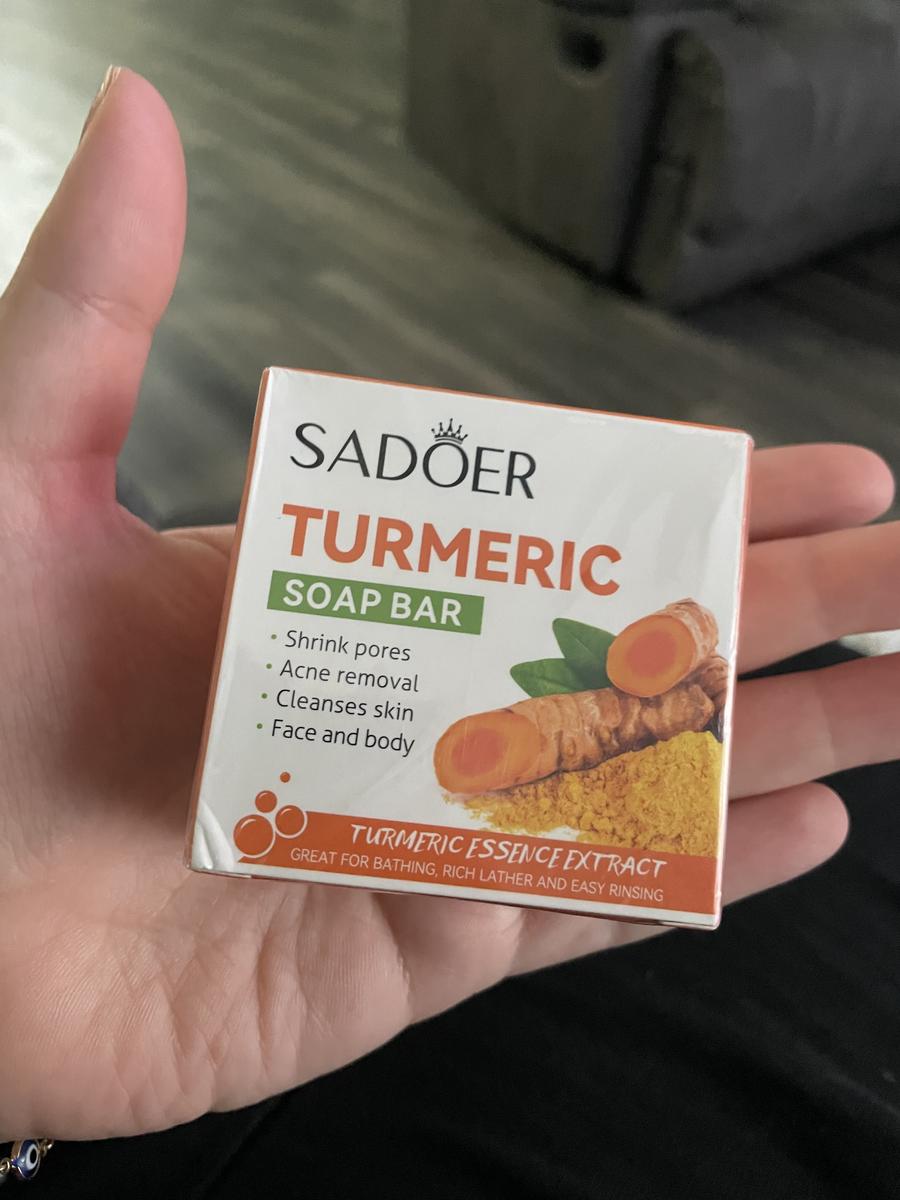 SADOER
TURMERIC
SOAP BAR
• Shrink pores
• Acne removal
• Cleanses skin
• Face and body
TURMERIC ESSENCE EXTRACT
GREAT FOR BATHING, RICH LATHER AND EASY RINSING